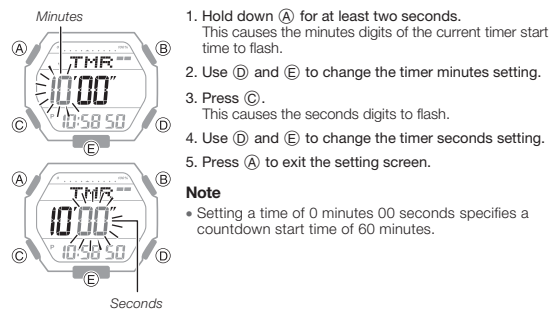 Minutes
Ⓐ
Ⓑ
TMR
10'00"
P 10:58 50
Ⓒ
Ⓓ
Ⓔ
Ⓐ
Ⓑ
TMR
10'00"
P 10:58 50
Ⓒ
Ⓓ
Ⓔ
Seconds
1. Hold down Ⓐ for at least two seconds.
This causes the minutes digits of the current timer start
time to flash.
2. Use Ⓓ and Ⓔ to change the timer minutes setting.
3. Press Ⓒ.
This causes the seconds digits to flash.
4. Use Ⓓ and Ⓔ to change the timer seconds setting.
5. Press Ⓐ to exit the setting screen.
Note
• Setting a time of 0 minutes 00 seconds specifies a
countdown start time of 60 minutes.